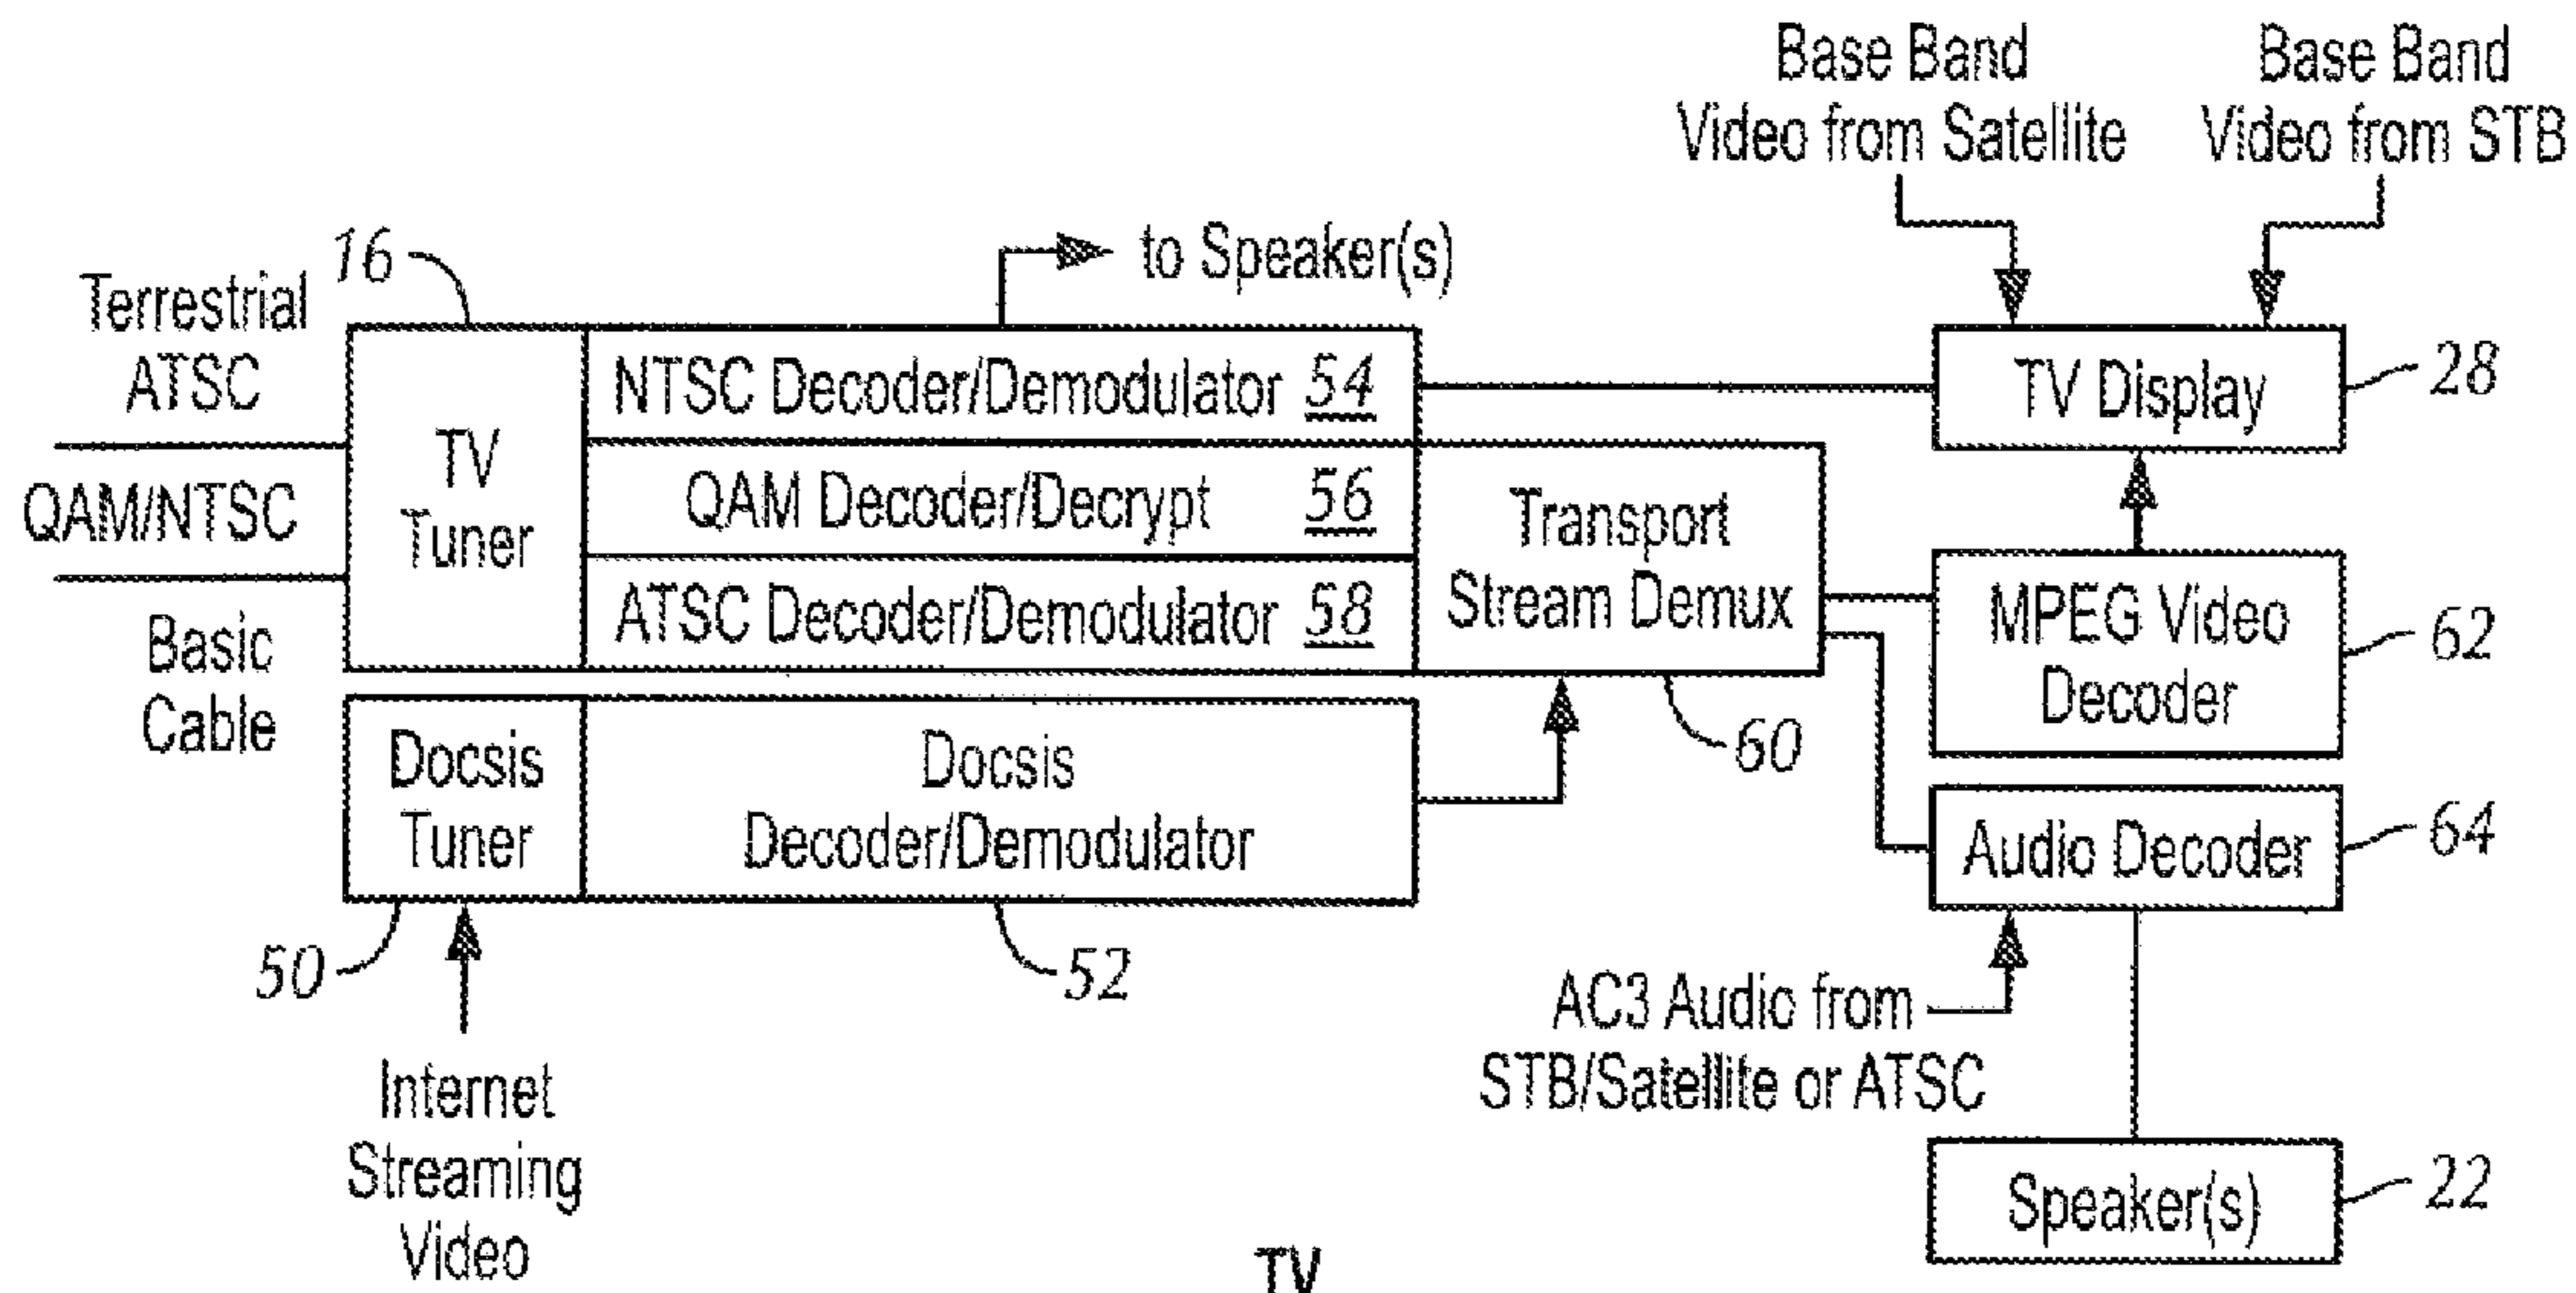 Base Band
Video from Satellite
Base Band
Video from STB
to Speaker(s)
16
Terrestrial
ATSC
QAM/NTSC
Basic
Cable
TV
Tuner
NTSC Decoder/Demodulator 54
QAM Decoder/Decrypt 56
ATSC Decoder/Demodulator 58
Transport
Stream Demux
60
TV Display
28
MPEG Video
Decoder
62
Docsis
Tuner
50
Docsis
Decoder/Demodulator
52
Audio Decoder
64
AC3 Audio from
STB/Satellite or ATSC
Internet
Streaming
Video
Speaker(s)
22
TV